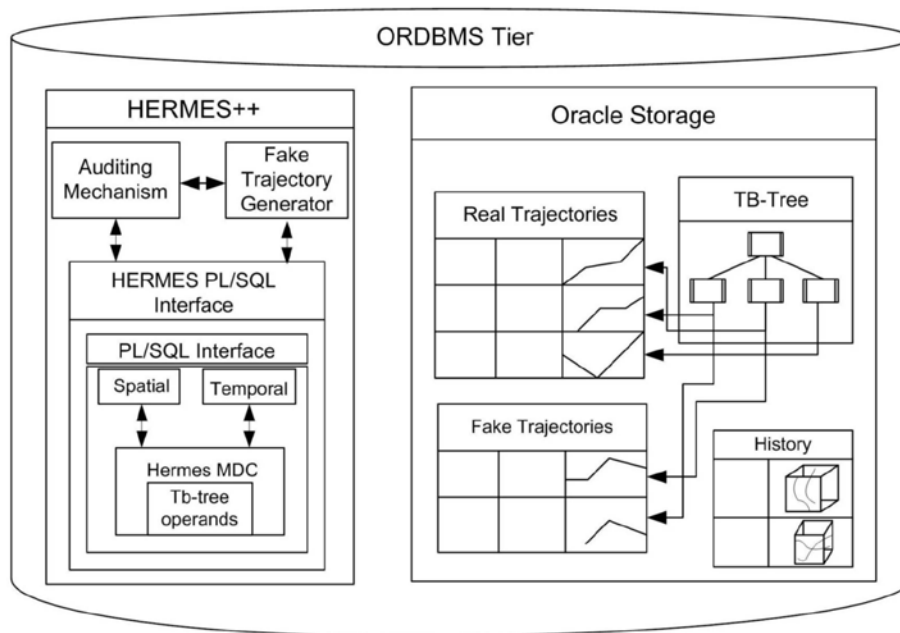 ORDBMS Tier
HERMES++
Auditing
Mechanism
Fake
Trajectory
Generator
HERMES PL/SQL
Interface
PL/SQL Interface
Spatial
Temporal
Hermes MDC
Tb-tree
operands
Oracle Storage
Real Trajectories
TB-Tree
Fake Trajectories
History